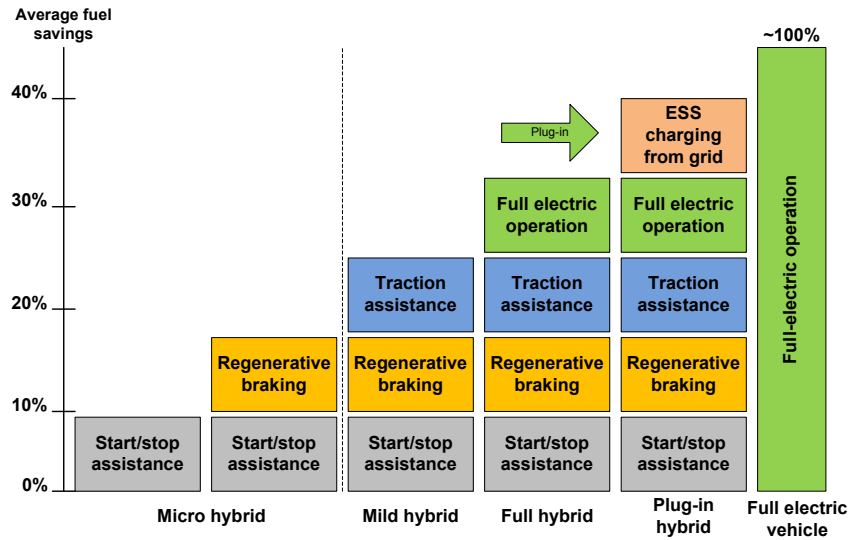 Average fuel
savings
~100%
40%
ESS
charging
from grid
Plug-in
30%
Full electric
operation
Full electric
operation
Traction
assistance
Traction
assistance
Traction
assistance
20%
Regenerative
braking
Regenerative
braking
Regenerative
braking
Regenerative
braking
10%
Start/stop
assistance
Start/stop
assistance
Start/stop
assistance
Start/stop
assistance
Start/stop
assistance
0%
Full-electric operation
Micro hybrid
Mild hybrid
Full hybrid
Plug-in
hybrid
Full electric
vehicle